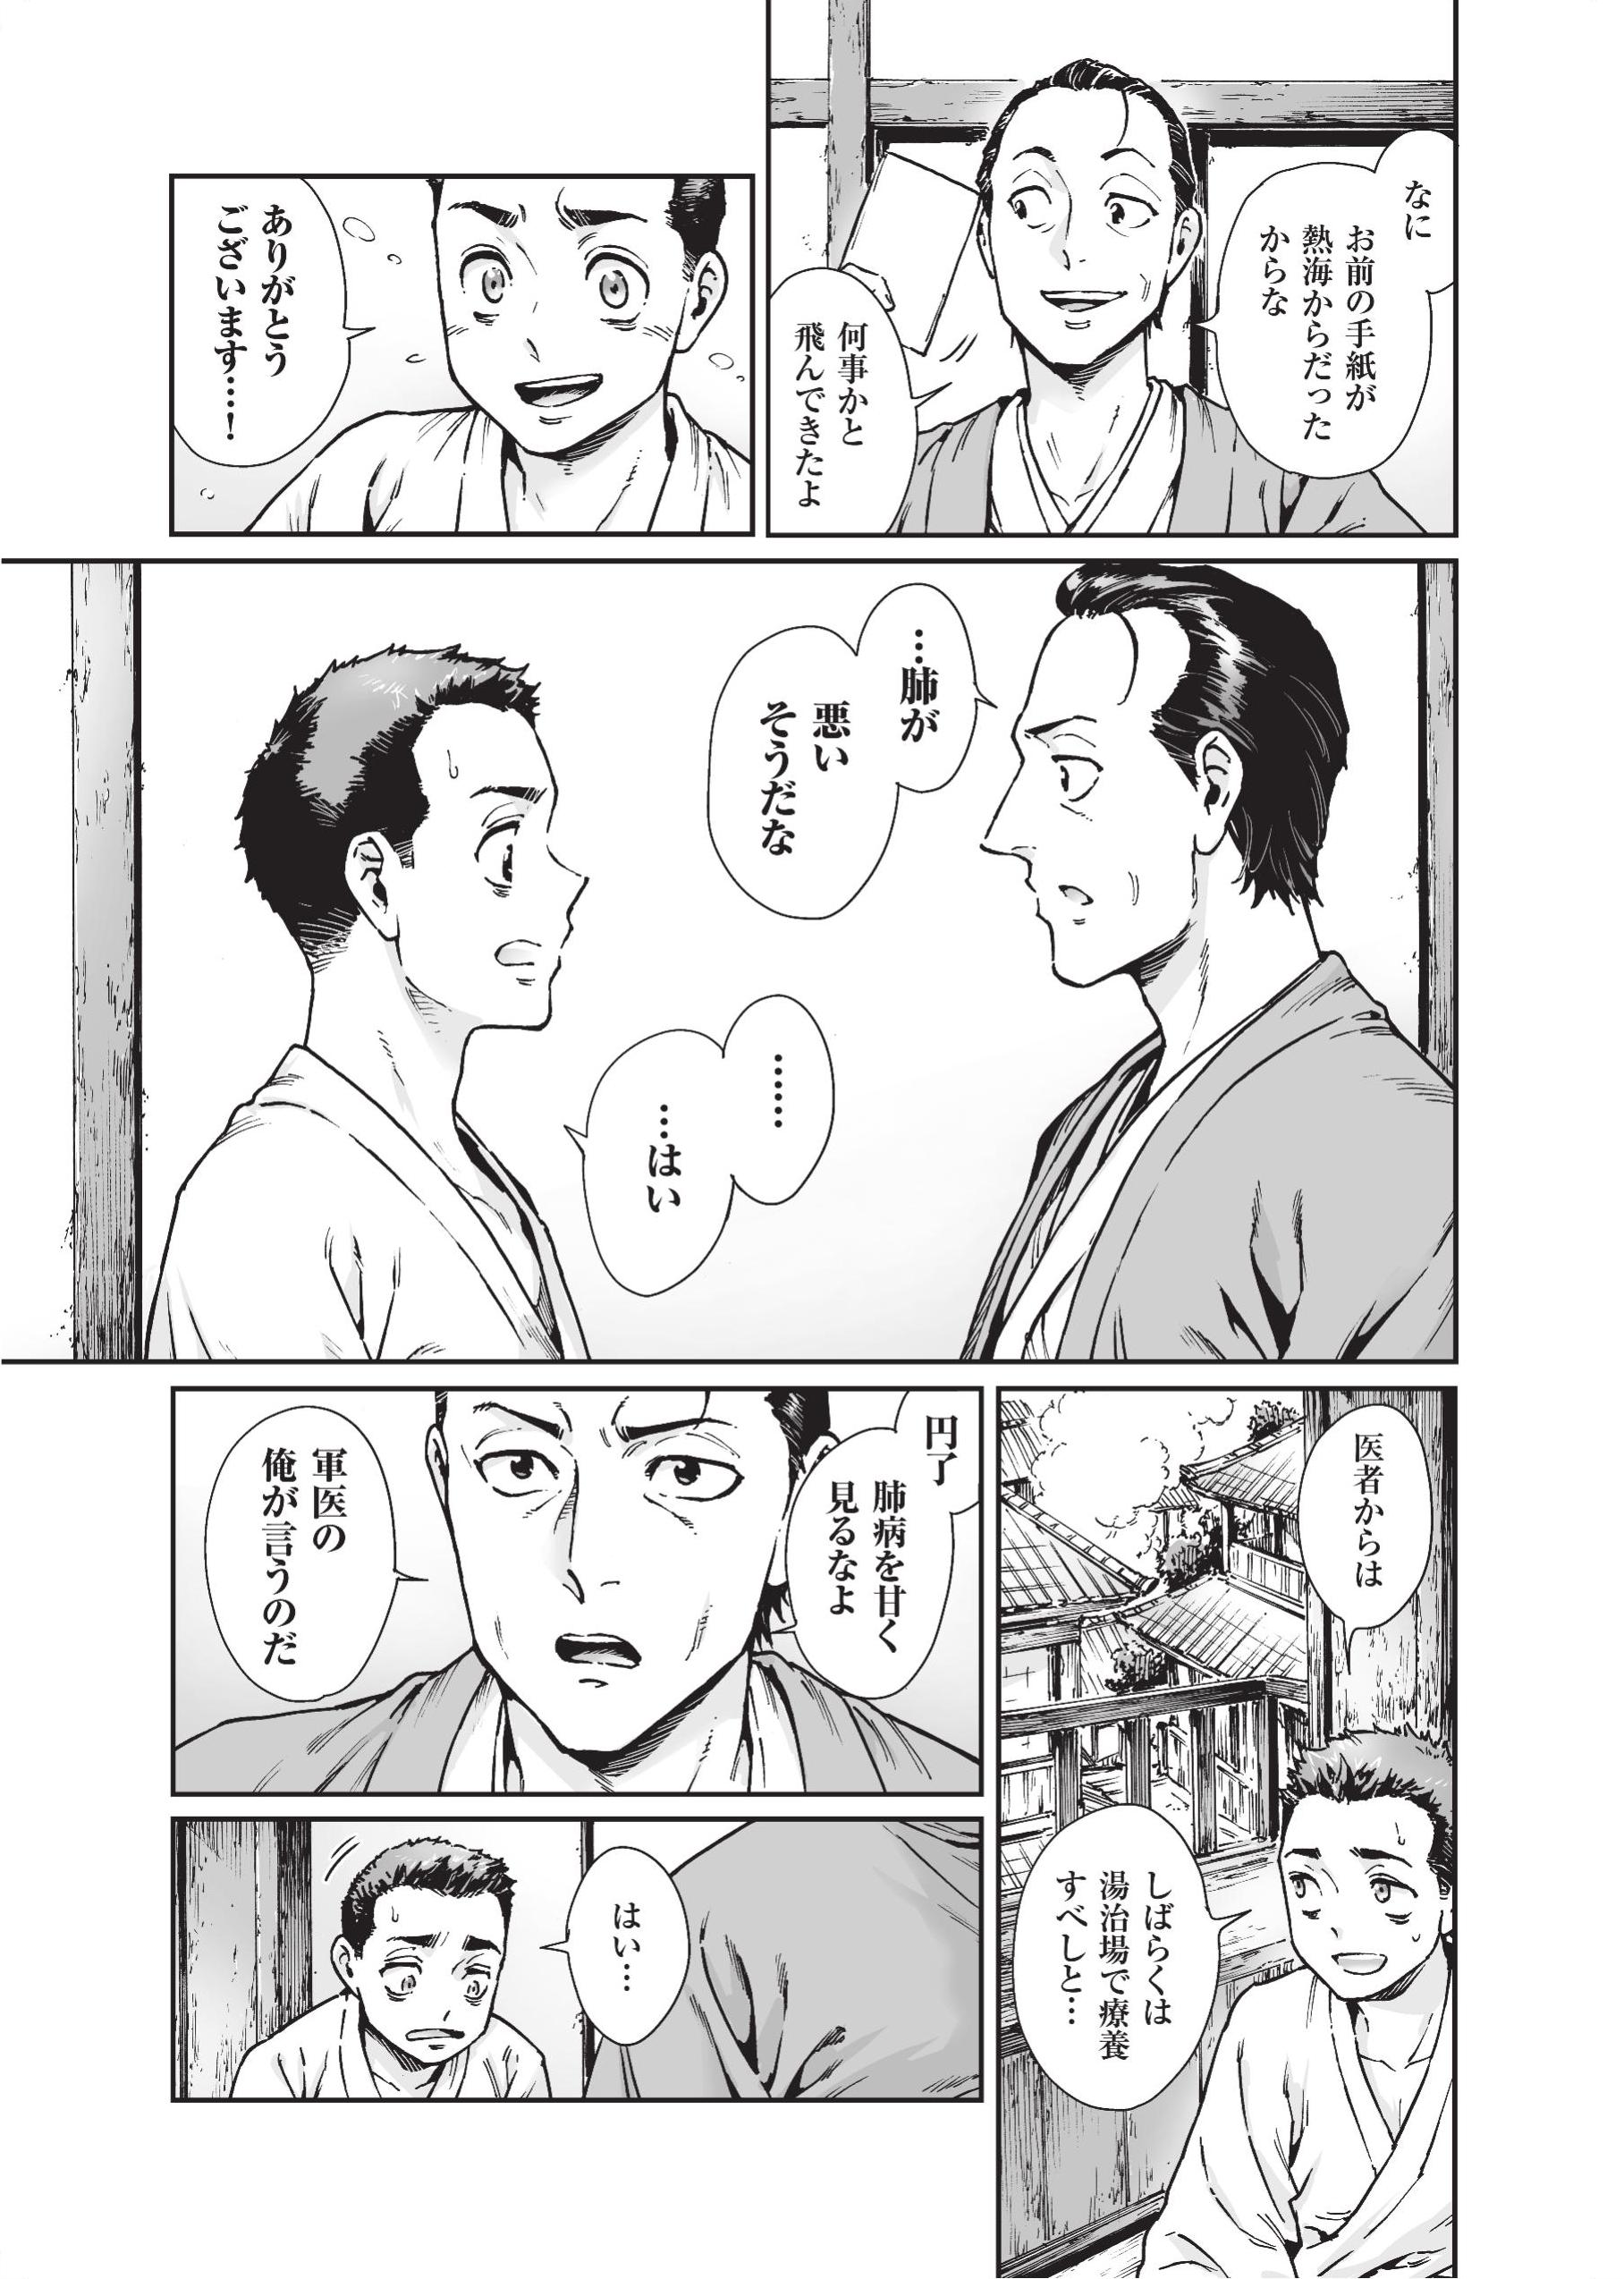 なに
お前の手紙が
熱海からだった
からな
何事かと
飛んできたよ
ありがとう
ございます…！
…肺が
悪い
そうだな
……
…はい
医者からは
しばらくは
湯治場で療養
すべしと…
円了
肺病を甘く
見るなよ
軍医の
俺が言うのだ
はい…